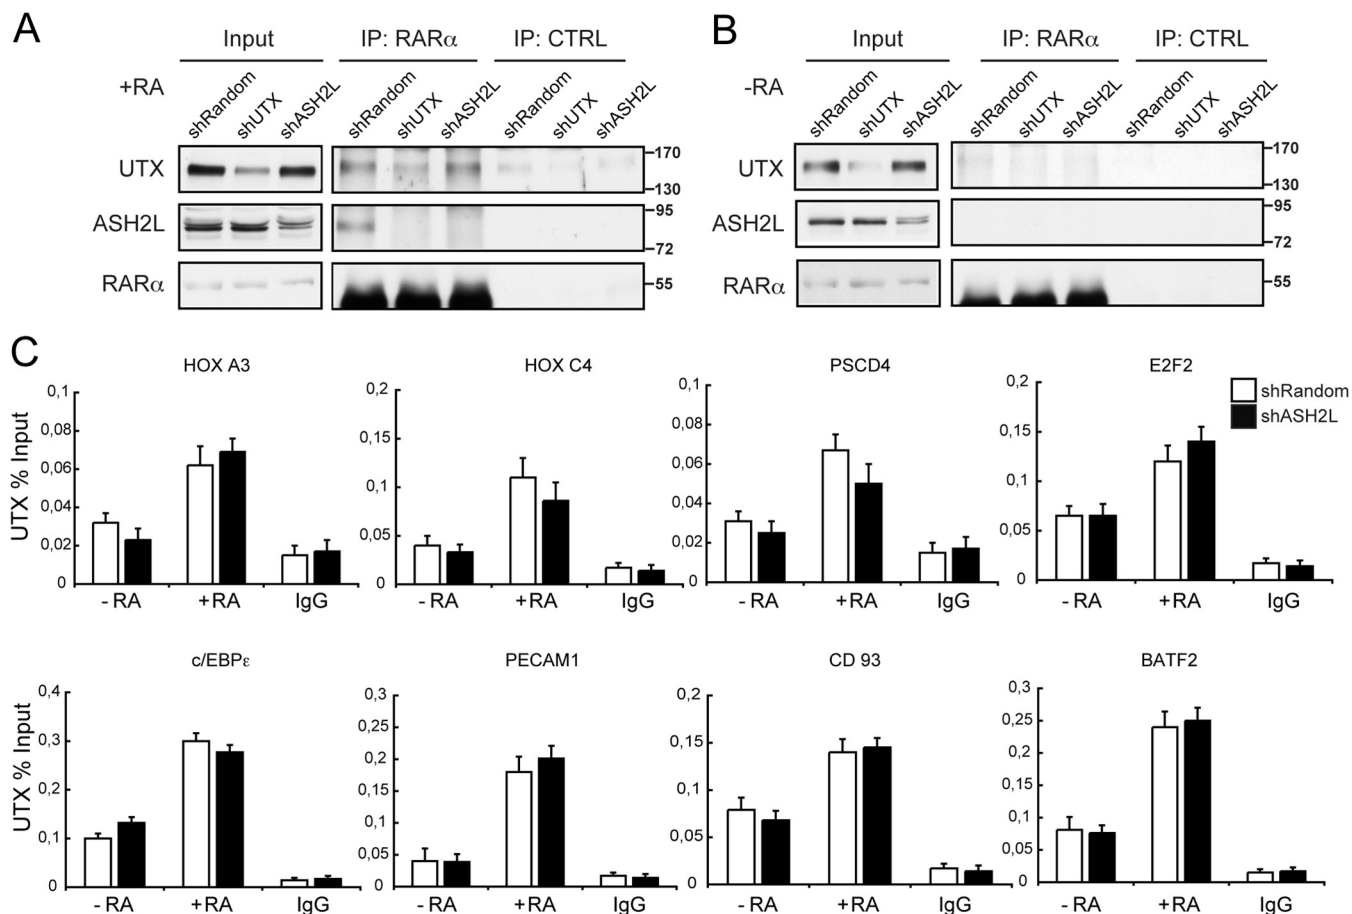 A
Input
IP: RARα
IP: CTRL
+RA
shRandom
shUTX
shASH2L
shRandom
shUTX
shASH2L
shRandom
shUTX
shASH2L
UTX
170
130
ASH2L
95
72
RARα
55
B
Input
IP: RARα
IP: CTRL
-RA
shRandom
shUTX
shASH2L
shRandom
shUTX
shASH2L
shRandom
shUTX
shASH2L
UTX
170
130
ASH2L
95
72
RARα
55
C
HOX A3
UTX % Input
0,1
0,08
0,06
0,04
0,02
0
- RA +RA IgG
HOX C4
0,2
0,15
0,1
0,05
0
- RA +RA IgG
PSCD4
0,1
0,08
0,06
0,04
0,02
0
- RA +RA IgG
E2F2
0,2
0,15
0,1
0,05
0
- RA +RA IgG
shRandom
shASH2L
c/EBPε
UTX % Input
0,4
0,3
0,2
0,1
0
- RA +RA IgG
PECAM1
0,3
0,25
0,2
0,15
0,1
0,05
0
- RA +RA IgG
CD 93
0,2
0,15
0,1
0,05
0
- RA +RA IgG
BATF2
0,3
0,25
0,2
0,15
0,1
0,05
0
- RA +RA IgG